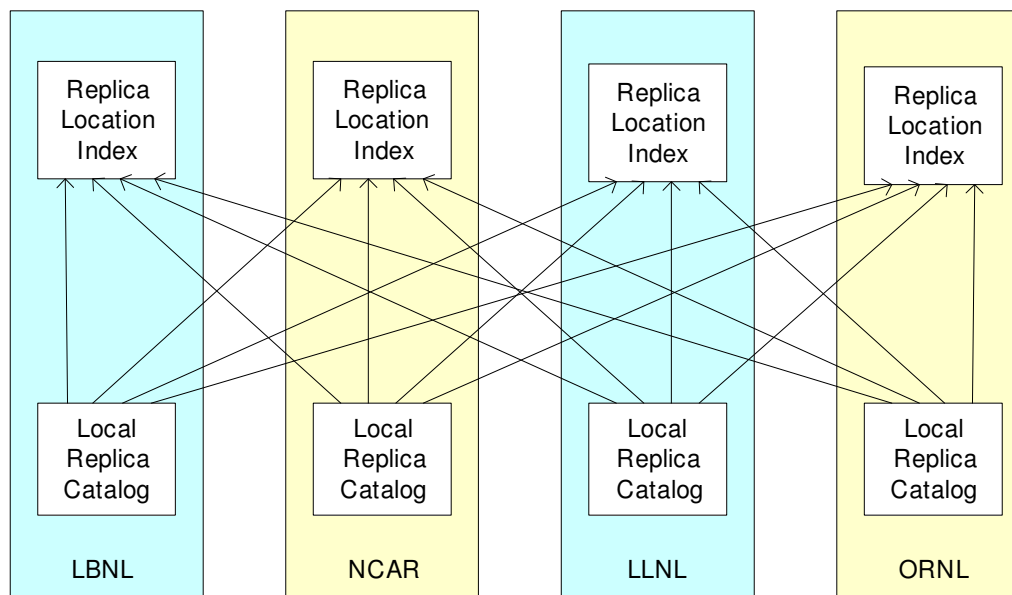 Replica
Location
Index
Replica
Location
Index
Replica
Location
Index
Replica
Location
Index
Local
Replica
Catalog
Local
Replica
Catalog
Local
Replica
Catalog
Local
Replica
Catalog
LBNL
NCAR
LLNL
ORNL